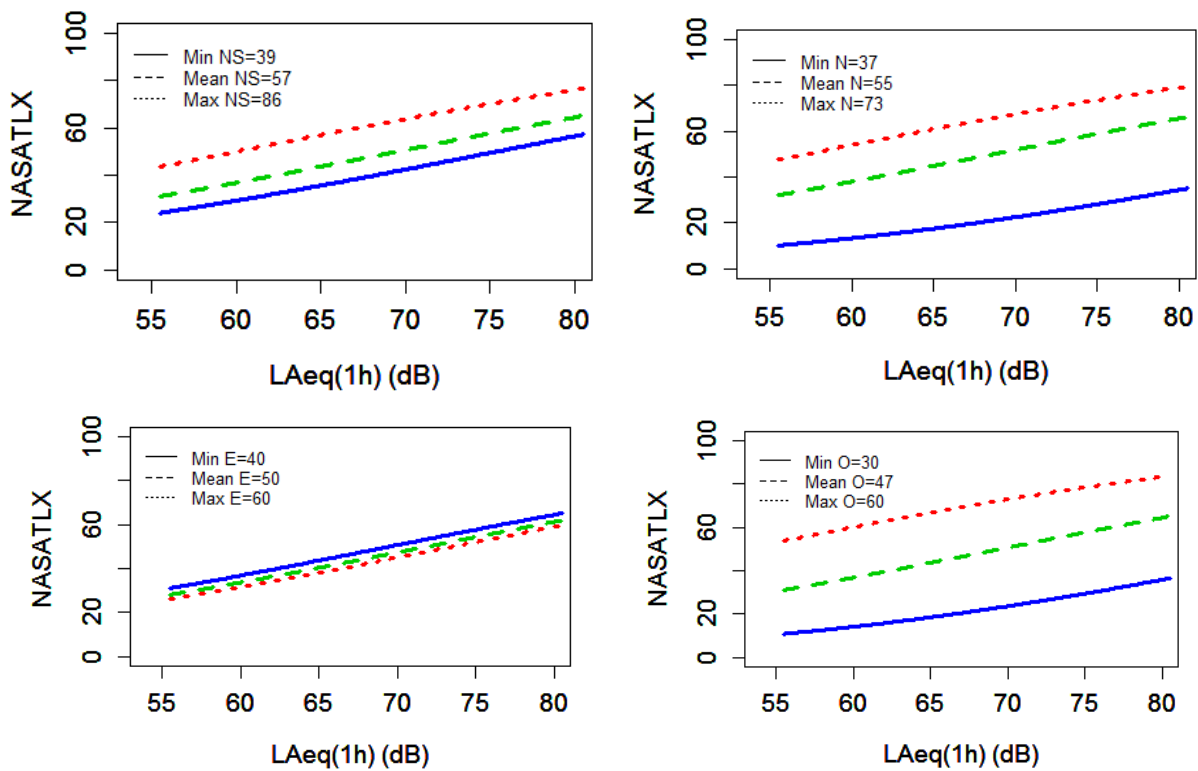 100
60
20
0
NASATLX
Min NS=39
Mean NS=57
Max NS=86
55 60 65 70 75 80
LAeq(1h) (dB)
100
60
20
0
NASATLX
Min N=37
Mean N=55
Max N=73
55 60 65 70 75 80
LAeq(1h) (dB)
100
60
20
0
NASATLX
Min E=40
Mean E=50
Max E=60
55 60 65 70 75 80
LAeq(1h) (dB)
100
60
20
0
NASATLX
Min O=30
Mean O=47
Max O=60
55 60 65 70 75 80
LAeq(1h) (dB)